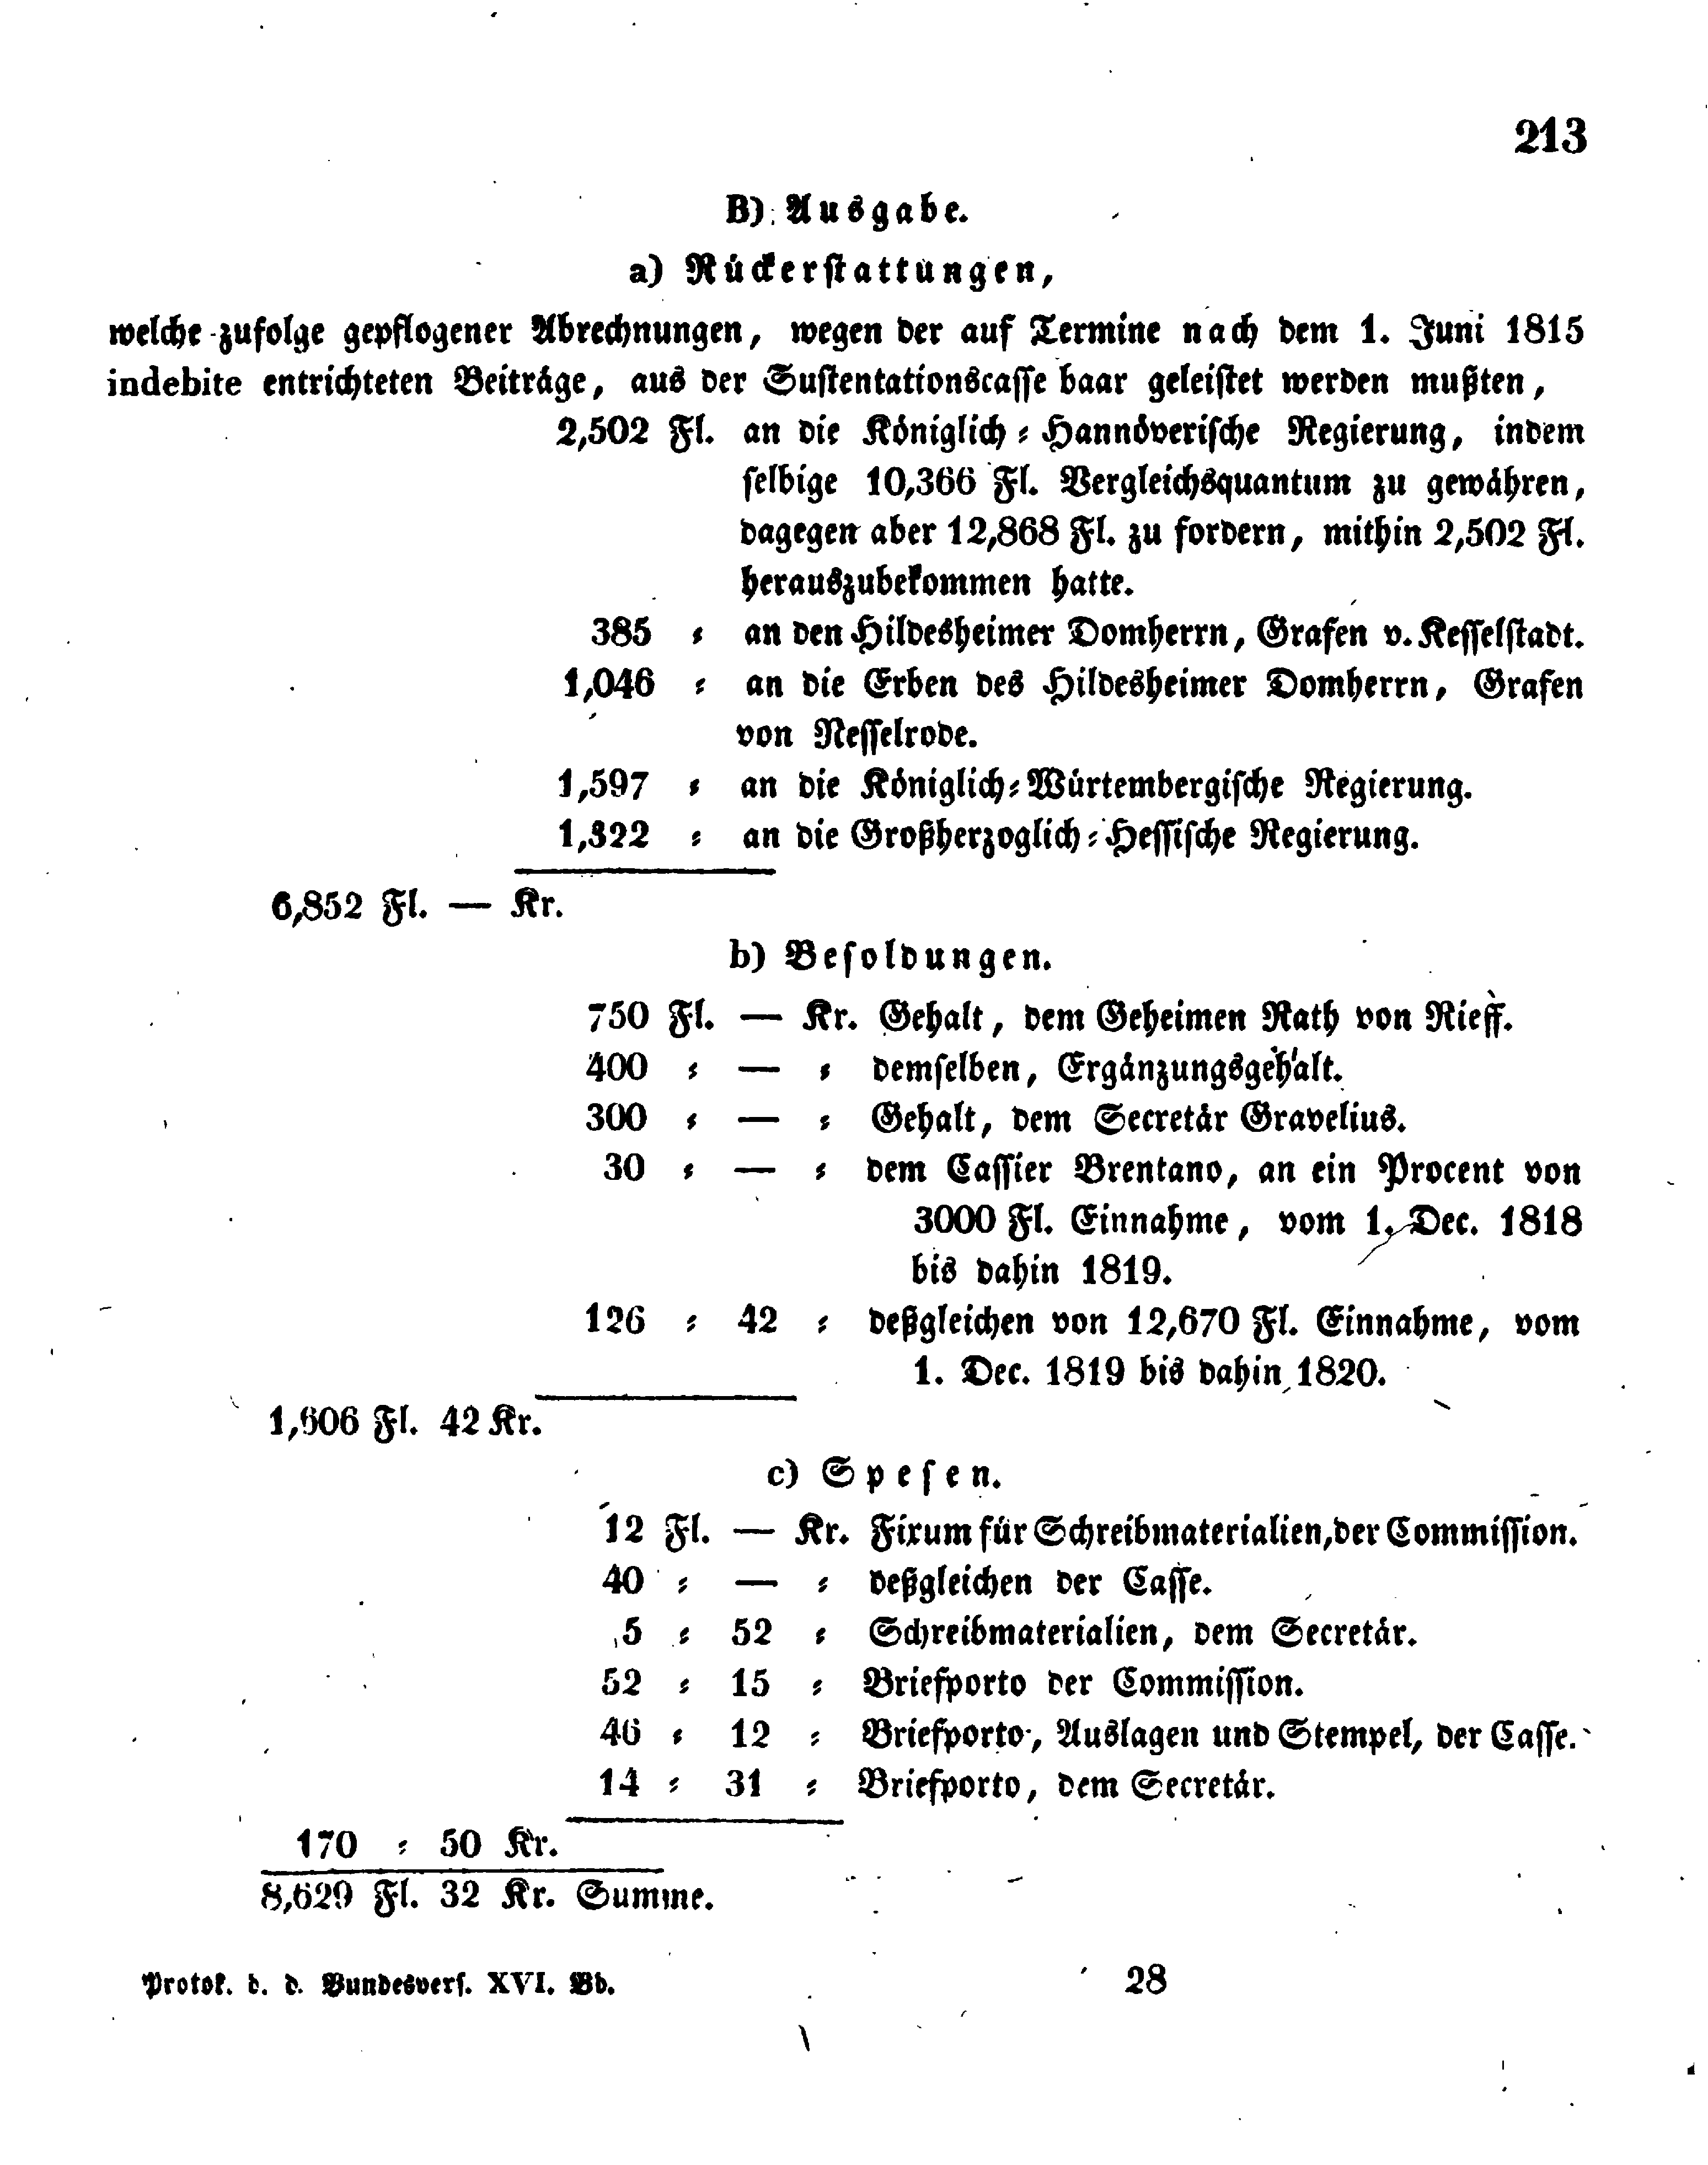 213
B) Ausgabe.
a) Rückerstattungen,
welche zufolge gepflogener Abrechnungen, wegen der auf Termine nach dem 1. Juni 1815
indebite entrichteten Beiträge, aus der Sustentationscasse baar geleistet werden mußten,
2,502 Fl. an die Königlich-Hannöverische Regierung, indem
selbige 10,366 Fl. Vergleichsquantum zu gewähren,
dagegen aber 12,868 Fl. zu fordern, mithin 2,502 Fl.
herauszubekommen hatte.
385 = an den Hildesheimer Domherrn, Grafen v. Kesselstadt.
1,046 = an die Erben des Hildesheimer Domherrn, Grafen
von Nesselrode.
1,597 = an die Königlich-Würtembergische Regierung.
1,322 = an die Großherzoglich-Hessische Regierung.
6,852 Fl. — Kr.
b) Besoldungen.
750 Fl. — Kr. Gehalt, dem Geheimen Rath von Rieff.
400 = — = demselben, Ergänzungsgehalt.
300 = — = Gehalt, dem Secretär Gravelius.
30 = — = dem Cassier Brentano, an ein Procent von
3000 Fl. Einnahme, vom 1. Dec. 1818
bis dahin 1819.
126 = 42 = deßgleichen von 12,670 Fl. Einnahme, vom
1. Dec. 1819 bis dahin 1820.
1,606 Fl. 42 Kr.
c) Spesen.
12 Fl. — Kr. Fixum für Schreibmaterialien, der Commission.
40 = — = deßgleichen der Casse.
5 = 52 = Schreibmaterialien, dem Secretär.
52 = 15 = Briefporto der Commission.
46 = 12 = Briefporto, Auslagen und Stempel, der Casse.
14 = 31 = Briefporto, dem Secretär.
170 = 50 Kr.
8,629 Fl. 32 Kr. Summe.
Protok. d. d. Bundesvers. XVI. Bd. 28